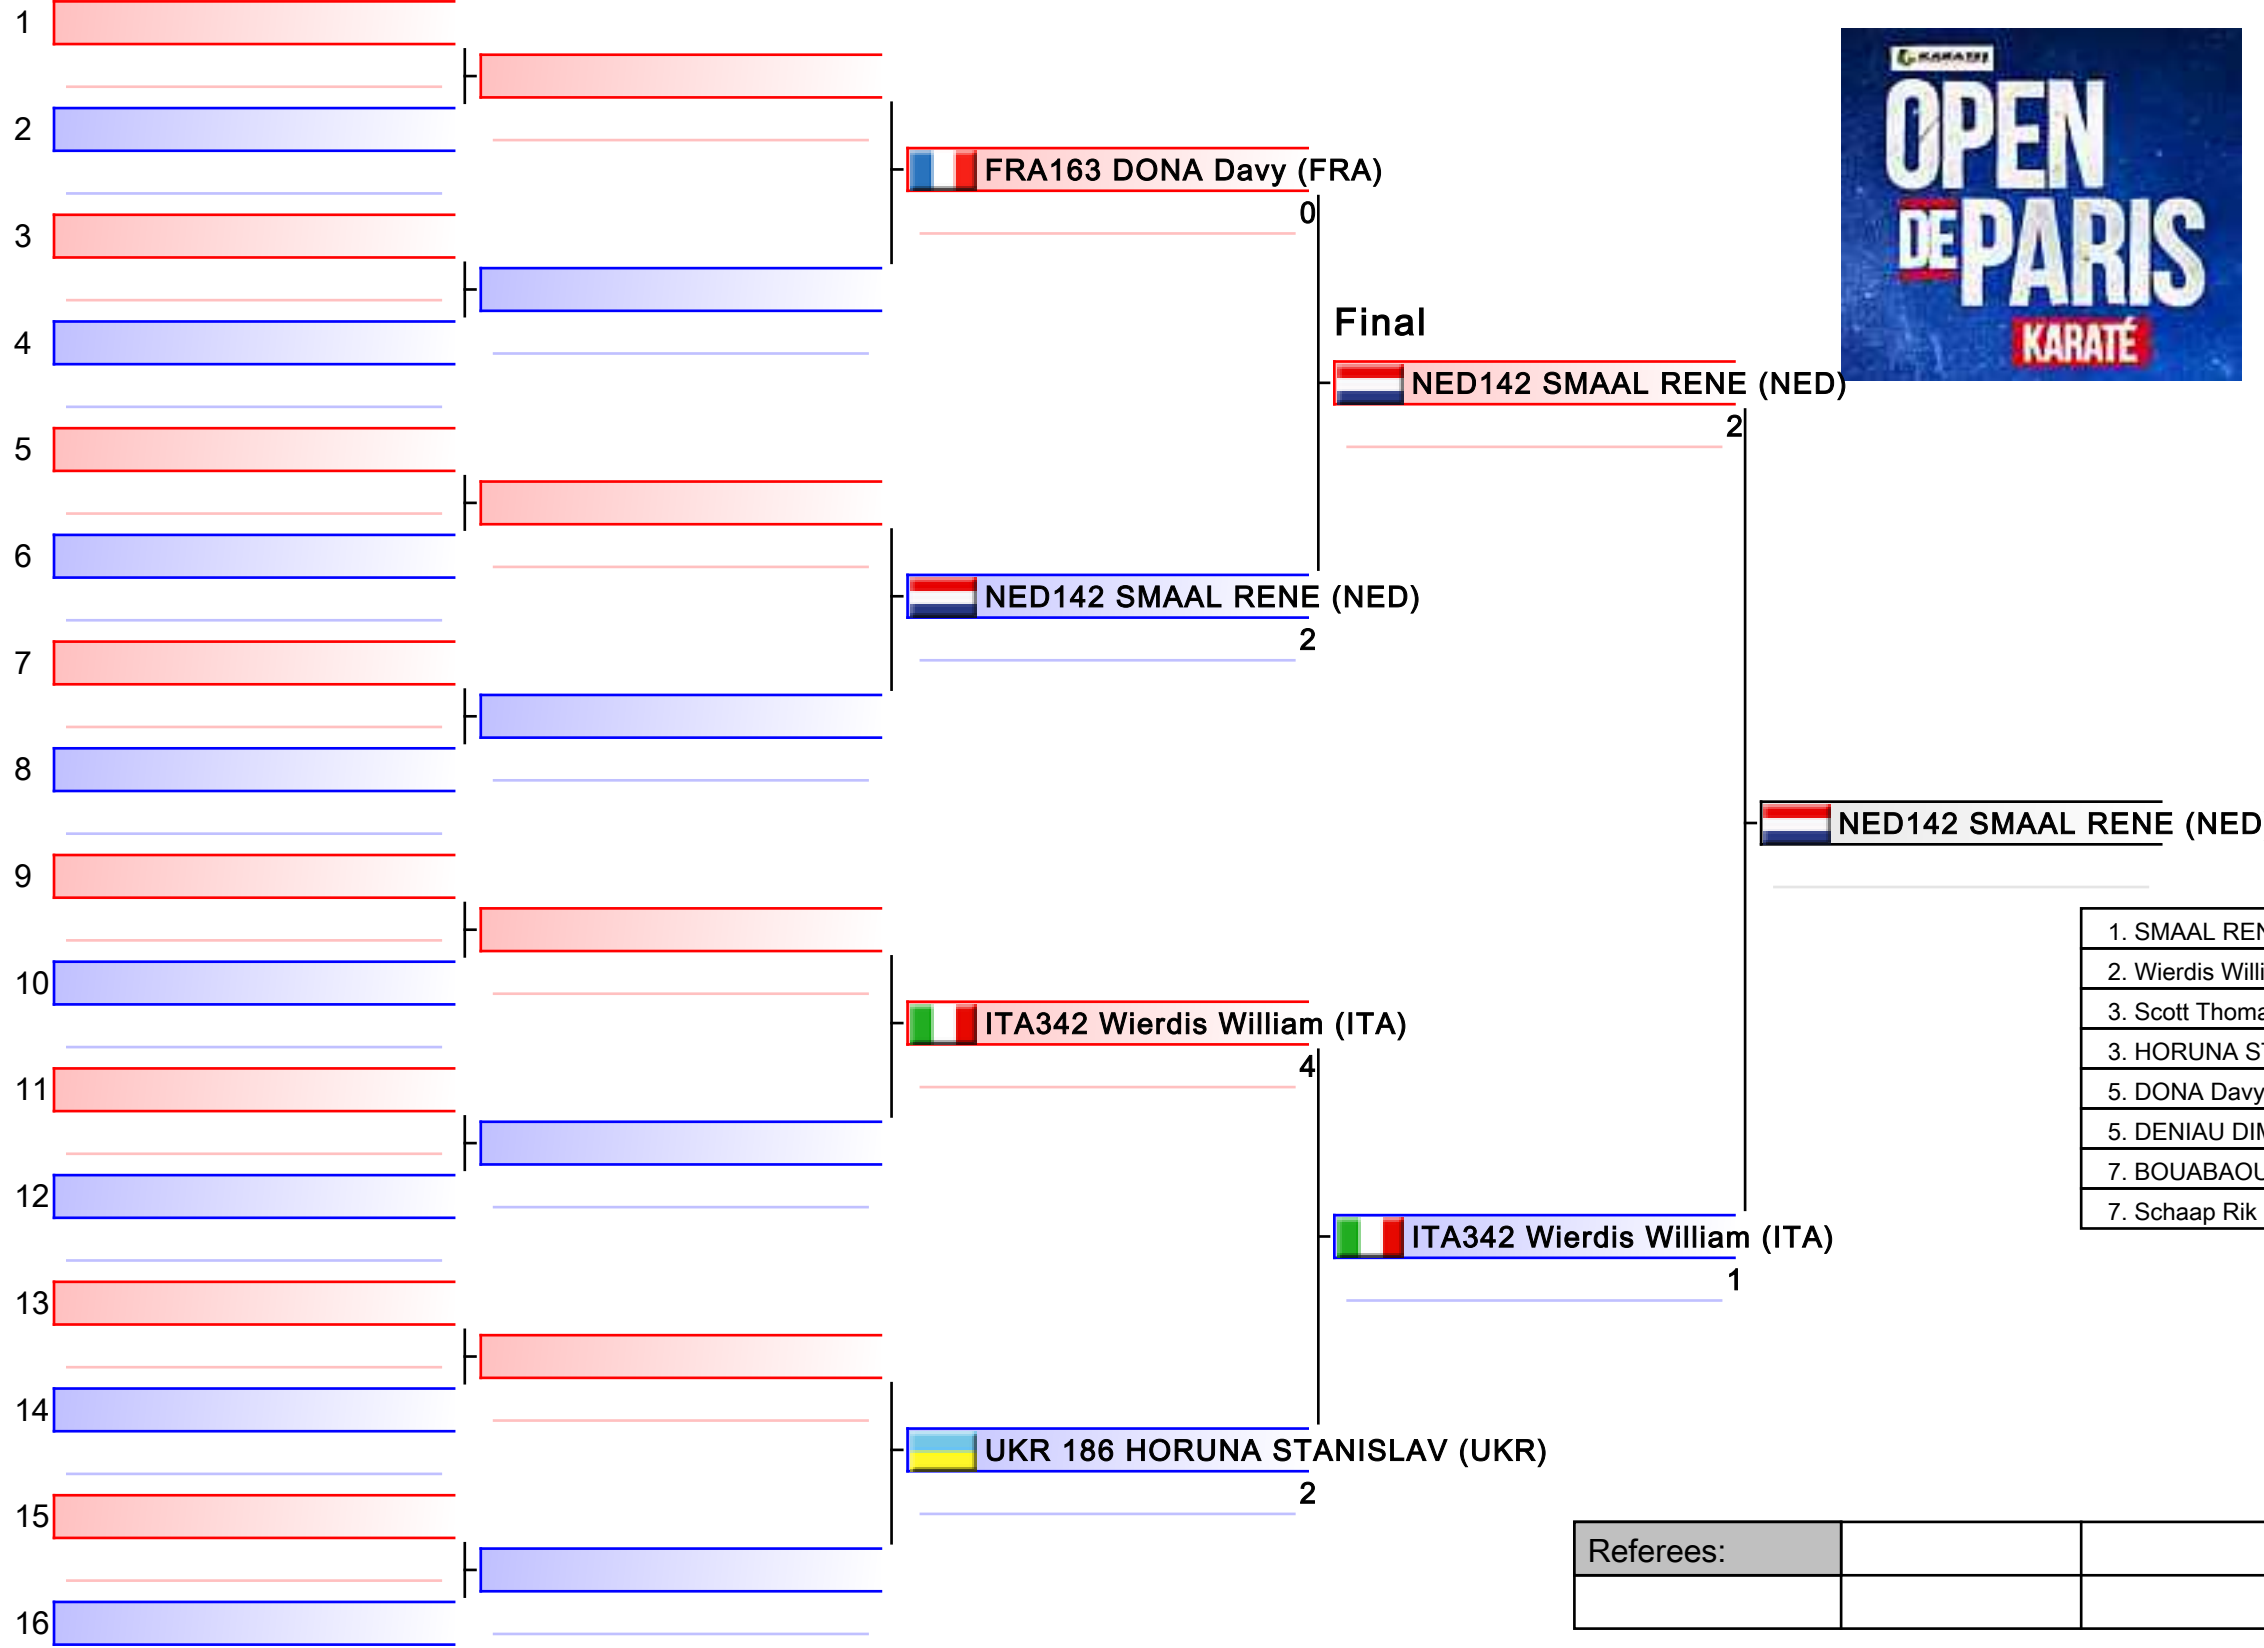 1
2
3
4
5
6
7
8
9
10
11
12
13
14
15
16
FRA163 DONA Davy (FRA)
0
NED142 SMAAL RENE (NED)
2
ITA342 Wierdis William (ITA)
4
UKR 186 HORUNA STANISLAV (UKR)
2
Final
NED142 SMAAL RENE (NED)
2
ITA342 Wierdis William (ITA)
1
OPEN
DE PARIS
KARATÉ
NED142 SMAAL RENE (NED
1. SMAAL REN
2. Wierdis Willi
3. Scott Thoma
3. HORUNA ST
5. DONA Davy
5. DENIAU DIM
7. BOUABAOU
7. Schaap Rik
Referees: